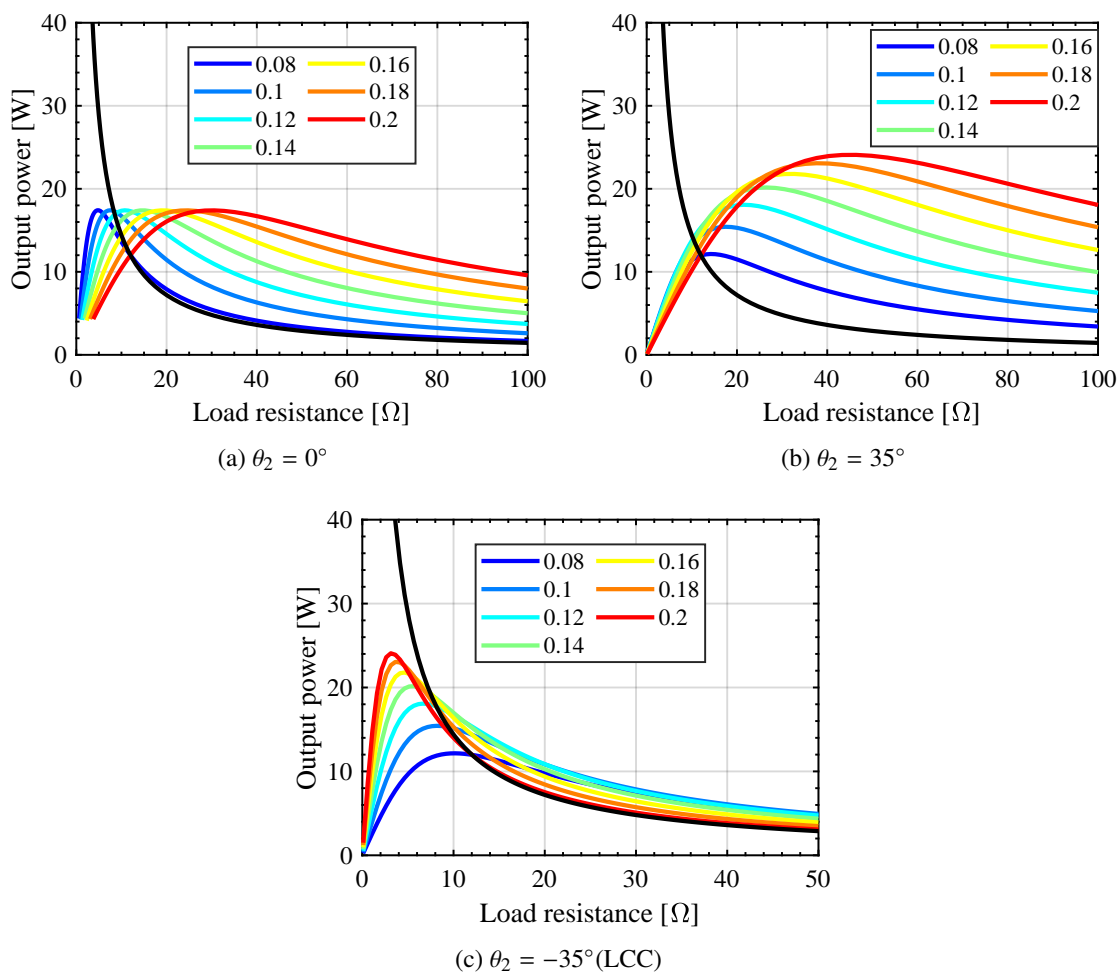 40
30
20
10
0
0 20 40 60 80 100
Output power [W]
Load resistance [Ω]
0.08 0.16
0.1 0.18
0.12 0.2
0.14
(a) θ₂ = 0°
40
30
20
10
0
0 20 40 60 80 100
Output power [W]
Load resistance [Ω]
0.08 0.16
0.1 0.18
0.12 0.2
0.14
(b) θ₂ = 35°
40
30
20
10
0
0 10 20 30 40 50
Output power [W]
Load resistance [Ω]
0.08 0.16
0.1 0.18
0.12 0.2
0.14
(c) θ₂ = −35°(LCC)